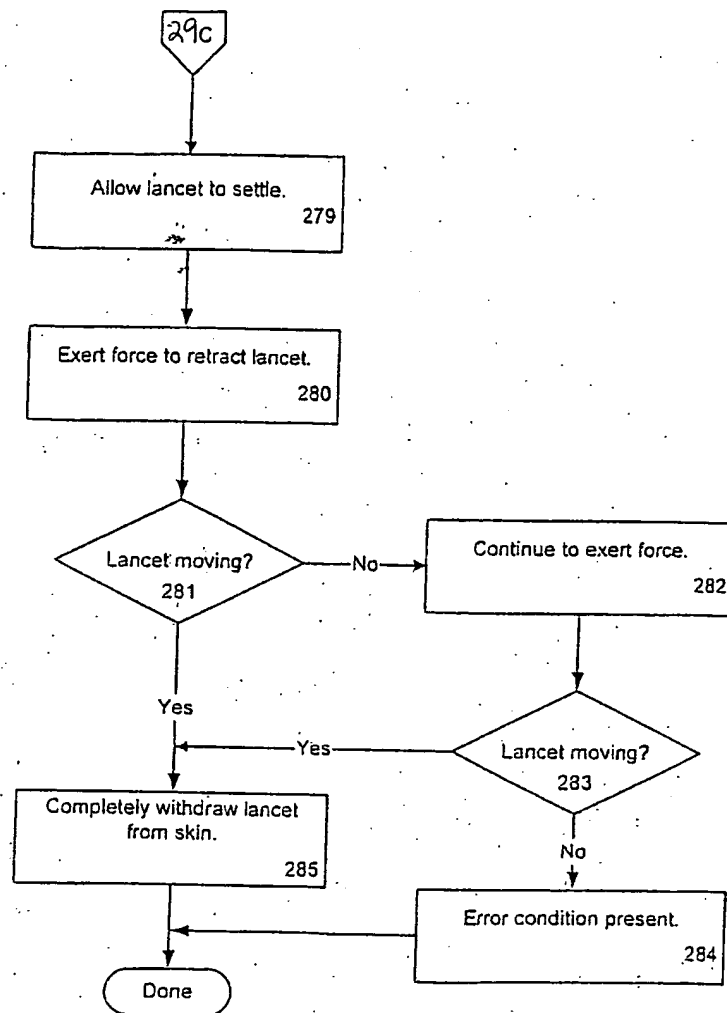 29c
Allow lancet to settle.
279
Exert force to retract lancet.
280
Lancet moving?
281
No
Continue to exert force.
282
Yes
Yes
Lancet moving?
283
Completely withdraw lancet
from skin.
285
No
Error condition present.
284
Done